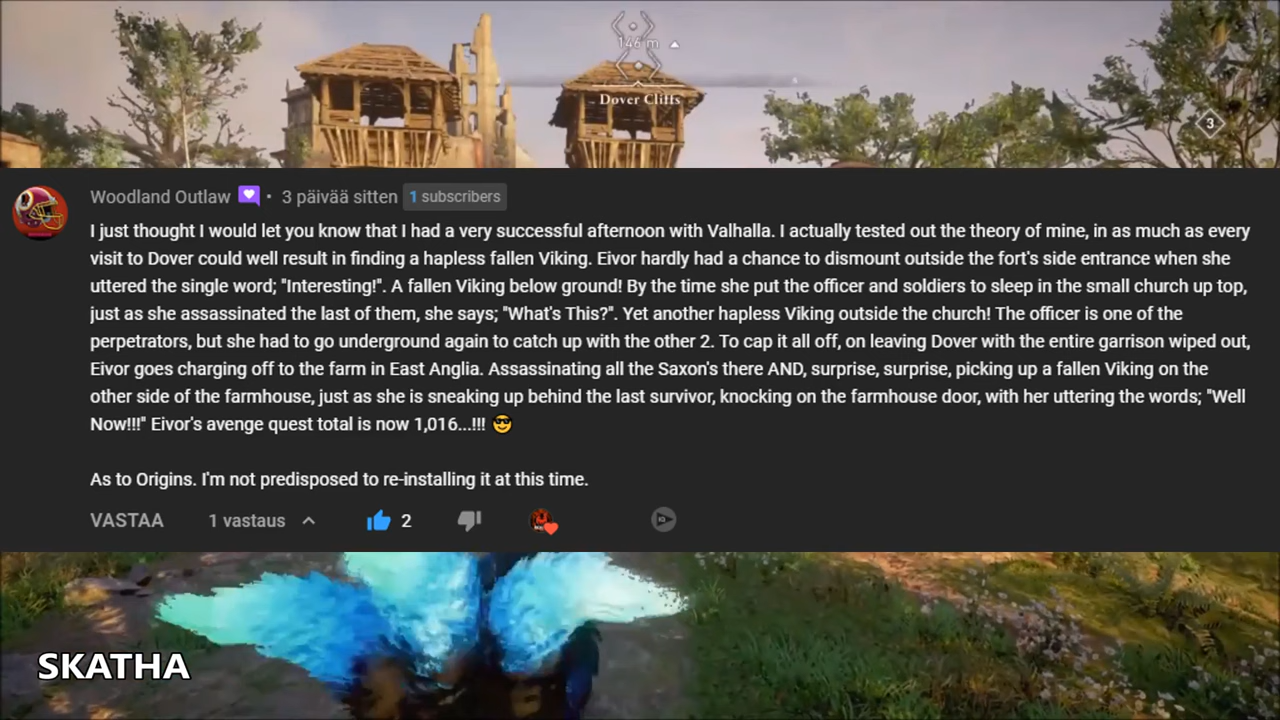 146 m
Dover Cliffs
3
Woodland Outlaw • 3 päivää sitten 1 subscribers
I just thought I would let you know that I had a very successful afternoon with Valhalla. I actually tested out the theory of mine, in as much as every
visit to Dover could well result in finding a hapless fallen Viking. Eivor hardly had a chance to dismount outside the fort's side entrance when she
uttered the single word; "Interesting!". A fallen Viking below ground! By the time she put the officer and soldiers to sleep in the small church up top,
just as she assassinated the last of them, she says; "What's This?". Yet another hapless Viking outside the church! The officer is one of the
perpetrators, but she had to go underground again to catch up with the other 2. To cap it all off, on leaving Dover with the entire garrison wiped out,
Eivor goes charging off to the farm in East Anglia. Assassinating all the Saxon's there AND, surprise, surprise, picking up a fallen Viking on the
other side of the farmhouse, just as she is sneaking up behind the last survivor, knocking on the farmhouse door, with her uttering the words; "Well
Now!!!" Eivor's avenge quest total is now 1,016...!!! 😎
As to Origins. I'm not predisposed to re-installing it at this time.
VASTAA 1 vastaus 2
SKATHA